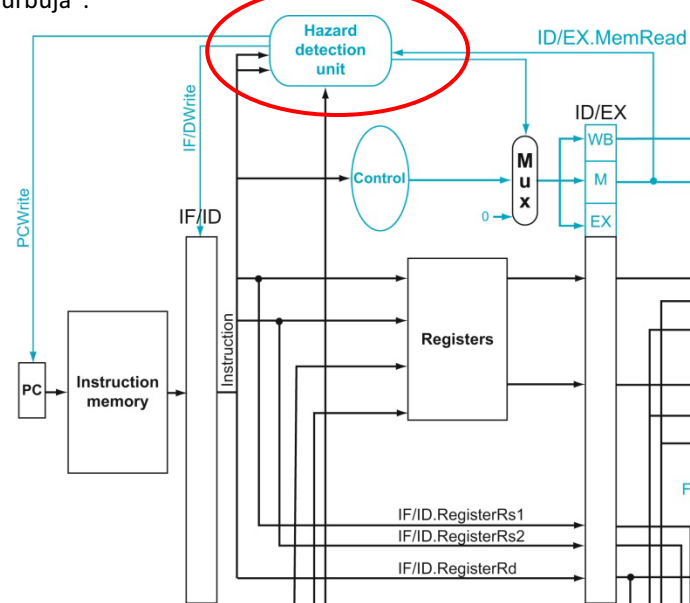 urbuja".
Hazard
detection
unit
ID/EX.MemRead
IF/DWrite
PCWrite
ID/EX
WB
M
EX
Mux
0
Control
IF/ID
Instruction
Registers
PC
Instruction
memory
IF/ID.RegisterRs1
IF/ID.RegisterRs2
IF/ID.RegisterRd
F